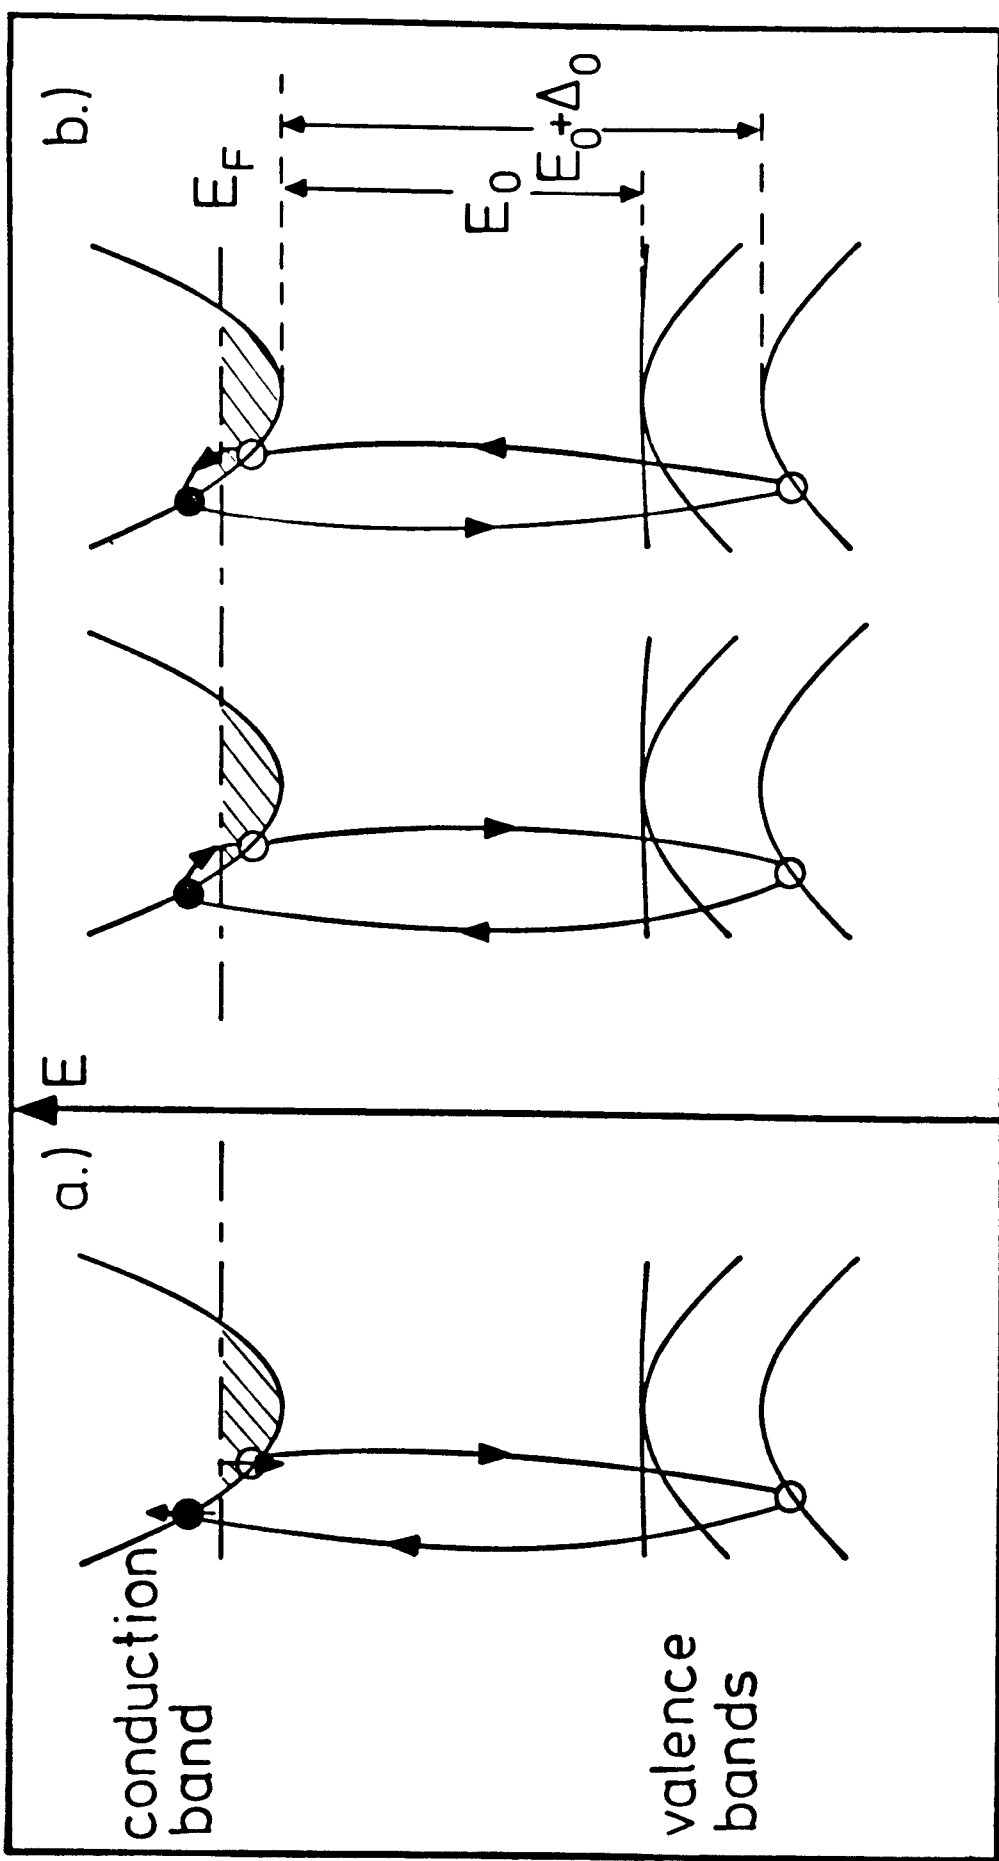 a.)
E
b.)
conduction
band
E_F
E_0
E_0+Δ_0
valence
bands